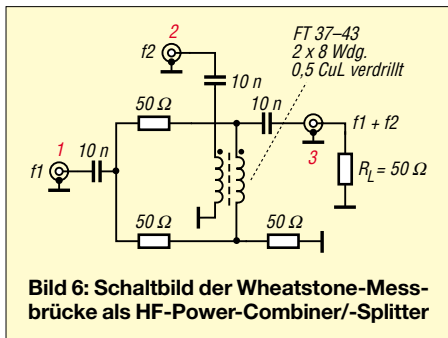 2
f2
10 n
FT 37–43
2 x 8 Wdg.
0,5 CuL verdrillt
50 Ω
10 n
1
10 n
f1
3
f1 + f2
R_L = 50 Ω
50 Ω
50 Ω
Bild 6: Schaltbild der Wheatstone-Mess-
brücke als HF-Power-Combiner/-Splitter